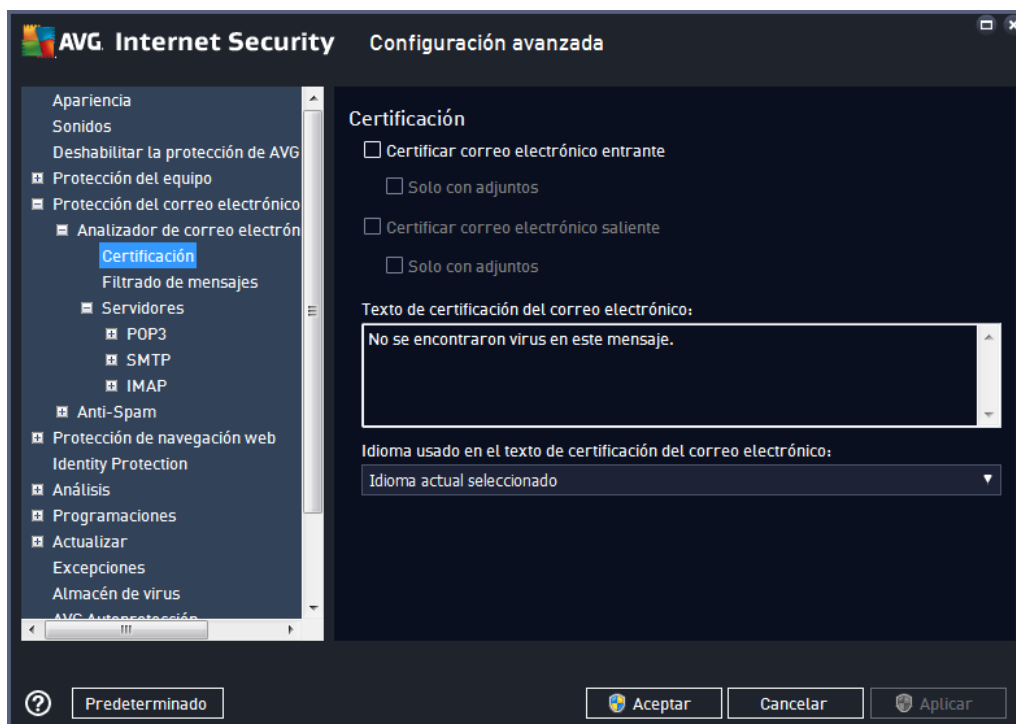 AVG. Internet Security
Configuración avanzada
Apariencia
Sonidos
Deshabilitar la protección de AVG
Protección del equipo
Protección del correo electrónico
Analizador de correo electrón
Certificación
Filtrado de mensajes
Servidores
POP3
SMTP
IMAP
Anti-Spam
Protección de navegación web
Identity Protection
Análisis
Programaciones
Actualizar
Excepciones
Almacén de virus
AVG Autoprotección
Certificación
Certificar correo electrónico entrante
Solo con adjuntos
Certificar correo electrónico saliente
Solo con adjuntos
Texto de certificación del correo electrónico:
No se encontraron virus en este mensaje.
Idioma usado en el texto de certificación del correo electrónico:
Idioma actual seleccionado
Predeterminado
Aceptar
Cancelar
Aplicar